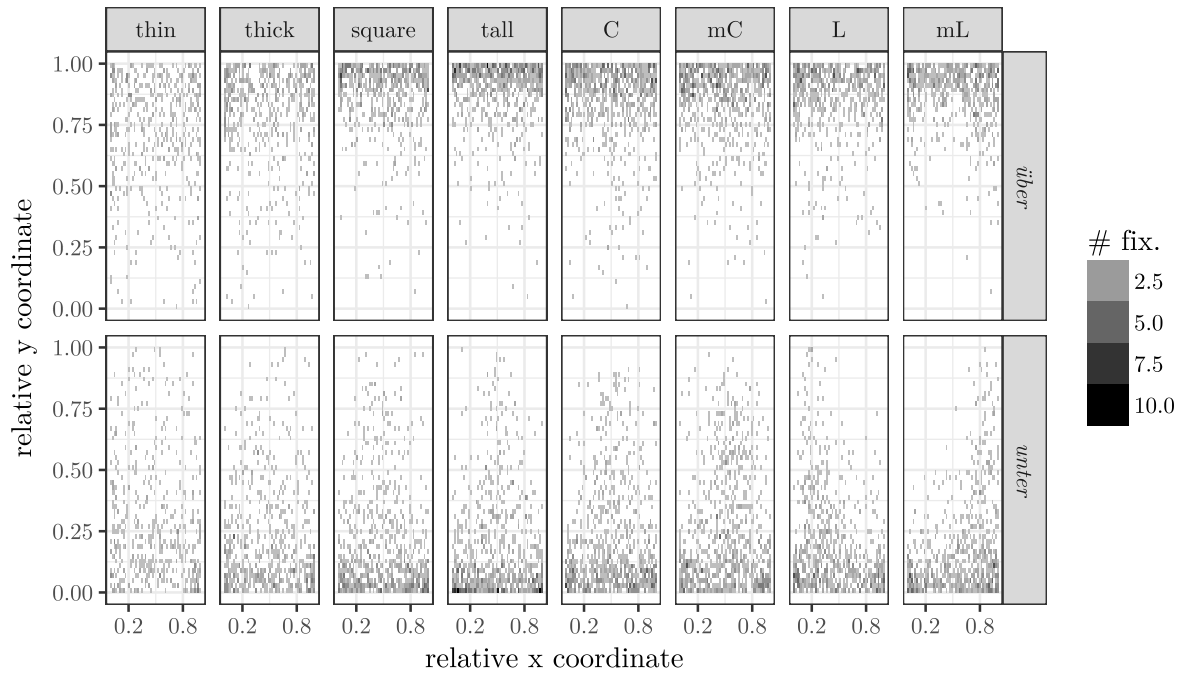 thin thick square tall C mC L mL
1.00
0.75
0.50
0.25
0.00
über
1.00
0.75
0.50
0.25
0.00
unter
0.2 0.8 0.2 0.8 0.2 0.8 0.2 0.8 0.2 0.8 0.2 0.8 0.2 0.8 0.2 0.8
relative x coordinate
relative y coordinate
# fix.
2.5
5.0
7.5
10.0